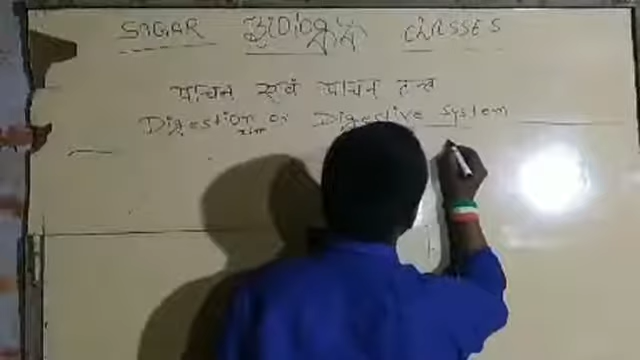 SAGAR Biology CLASSES
पाचन एवं पाचन तन्त्र
Digestion or Digestive System